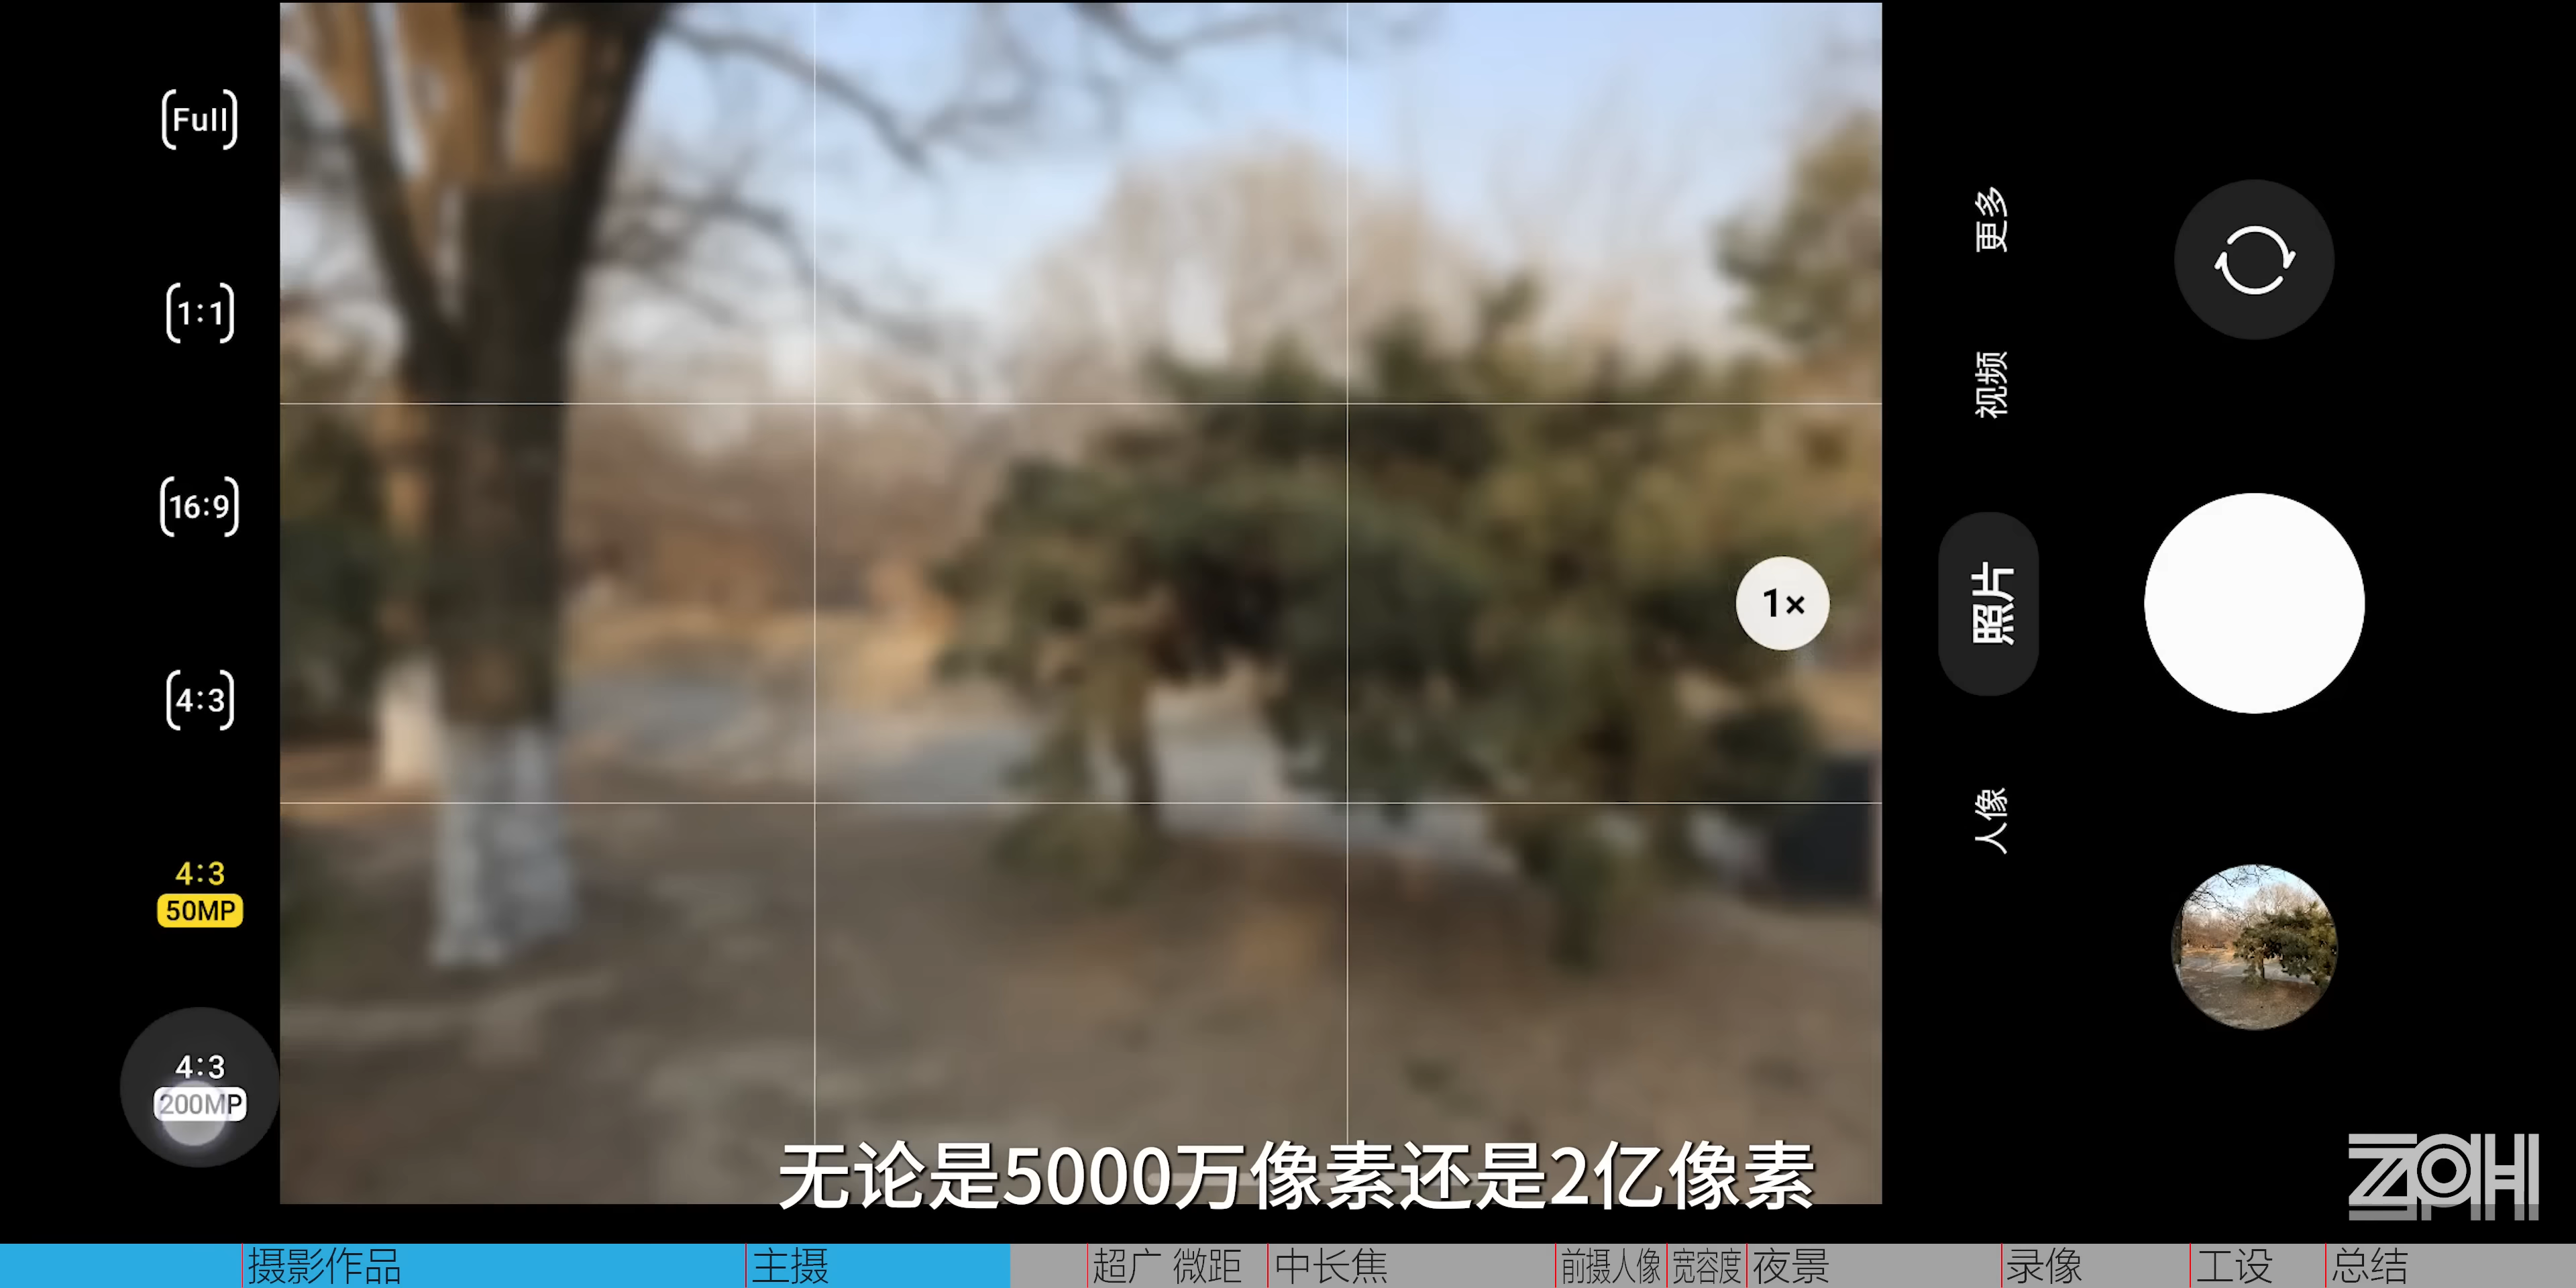 Full
1:1
16:9
4:3
4:3
50MP
4:3
200MP
1×
更多
视频
照片
人像
无论是5000万像素还是2亿像素
摄影作品 主摄 超广 微距 中长焦 前摄人像 宽容度 夜景 录像 工设 总结